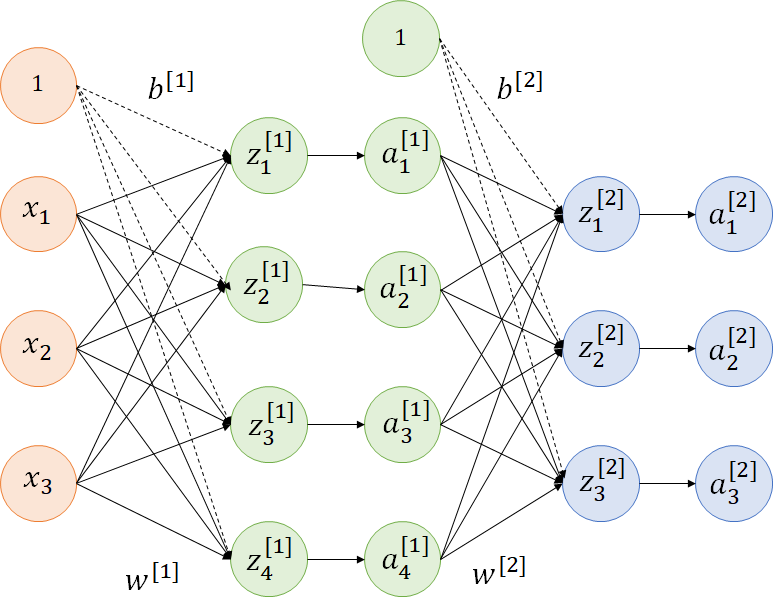 1
1
b^[1]
b^[2]
z_1^[1]
a_1^[1]
x_1
z_1^[2]
a_1^[2]
z_2^[1]
a_2^[1]
x_2
z_2^[2]
a_2^[2]
z_3^[1]
a_3^[1]
x_3
z_3^[2]
a_3^[2]
z_4^[1]
a_4^[1]
w^[1]
w^[2]